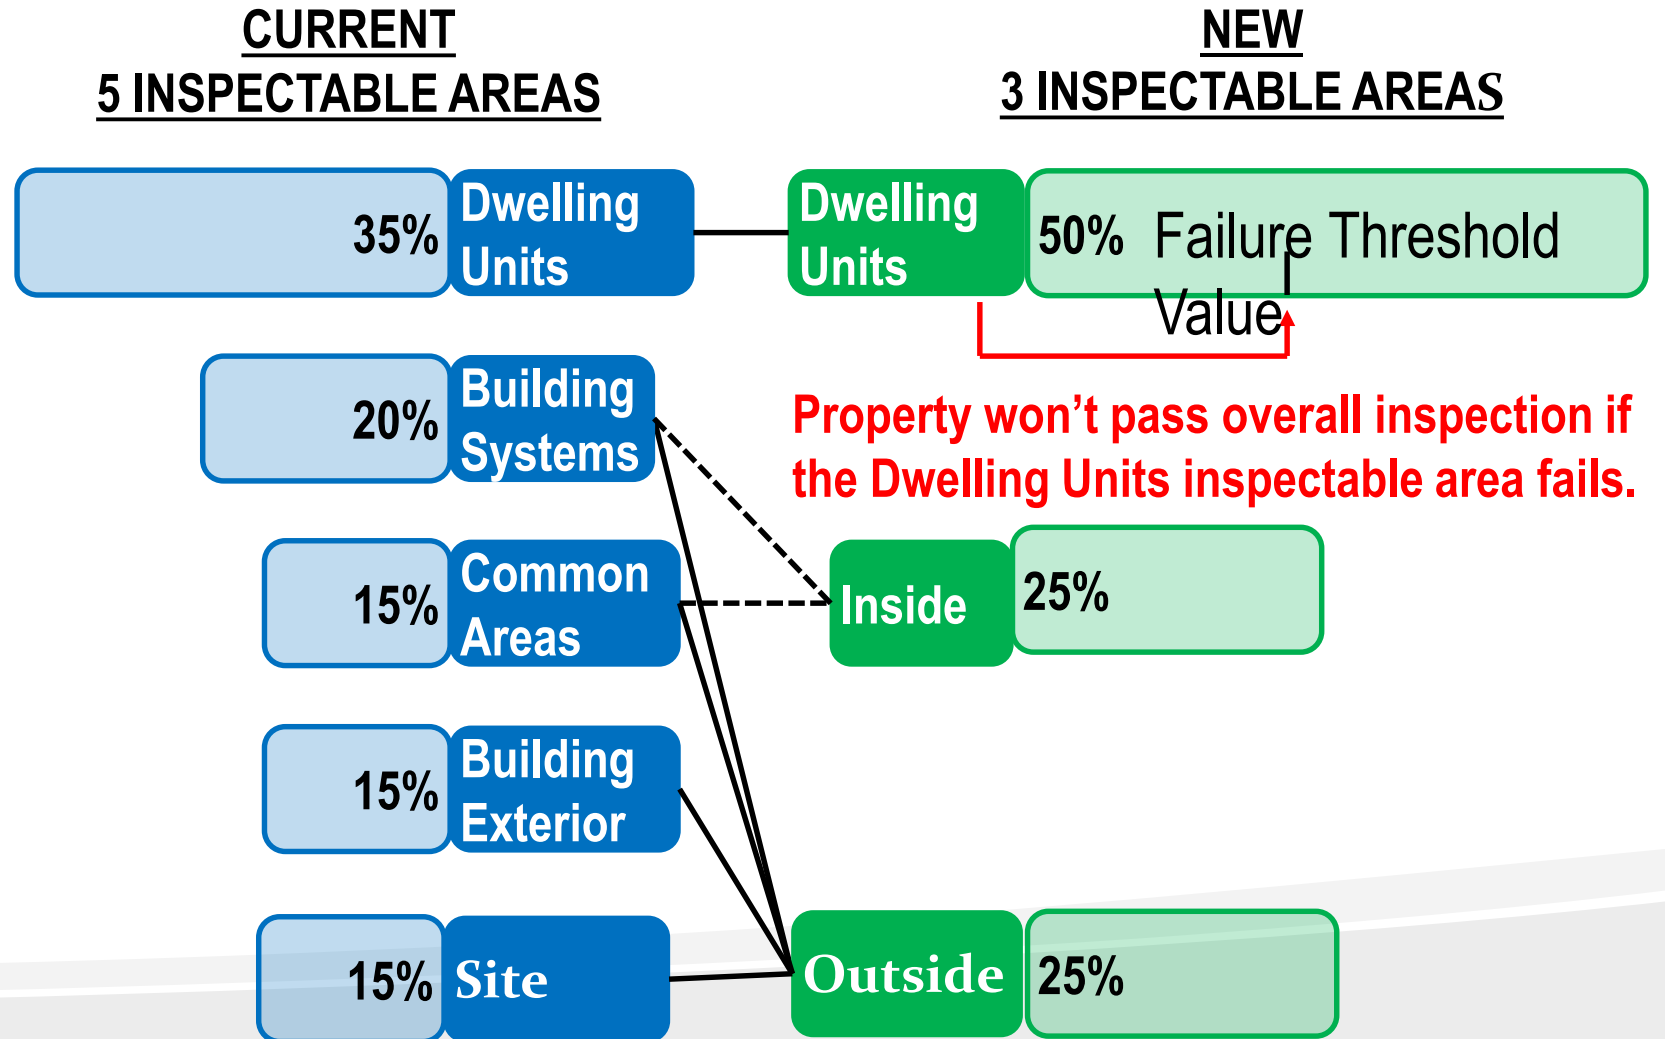 CURRENT
5 INSPECTABLE AREAS
NEW
3 INSPECTABLE AREAS
35%
Dwelling
Units
Dwelling
Units
50%
Failure Threshold
Value
20%
Building
Systems
Property won’t pass overall inspection if
the Dwelling Units inspectable area fails.
15%
Common
Areas
Inside
25%
15%
Building
Exterior
15%
Site
Outside
25%